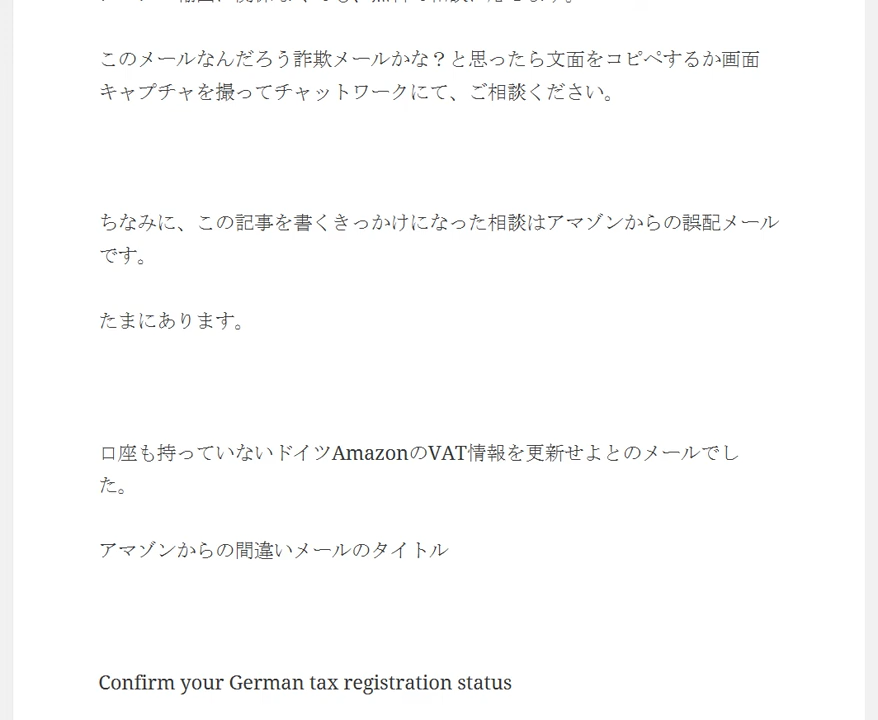 このメールなんだろう詐欺メールかな？と思ったら文面をコピペするか画面
キャプチャを撮ってチャットワークにて、ご相談ください。
ちなみに、この記事を書くきっかけになった相談はアマゾンからの誤配メール
です。
たまにあります。
口座も持っていないドイツAmazonのVAT情報を更新せよとのメールでし
た。
アマゾンからの間違いメールのタイトル
Confirm your German tax registration status